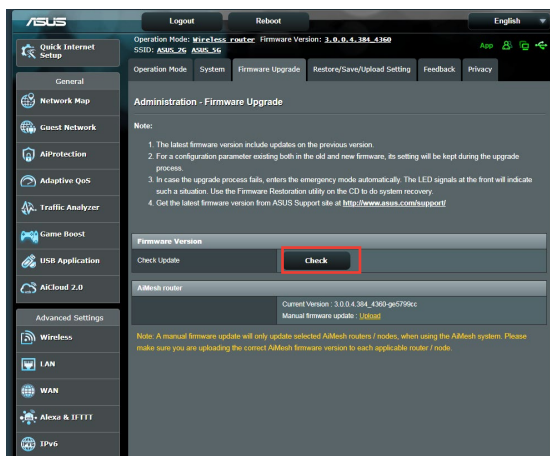 ASUS
Logout
Reboot
English
Quick Internet
Setup
Operation Mode: Wireless router Firmware Version: 3.0.0.4.384_4360
SSID: ASUS_2G ASUS_5G
App
Operation Mode System Firmware Upgrade Restore/Save/Upload Setting Feedback Privacy
General
Network Map
Guest Network
AiProtection
Adaptive QoS
Traffic Analyzer
Game Boost
USB Application
AiCloud 2.0
Advanced Settings
Wireless
LAN
WAN
Alexa & IFTTT
IPv6
Administration - Firmware Upgrade
Note:
1. The latest firmware version include updates on the previous version.
2. For a configuration parameter existing both in the old and new firmware, its setting will be kept during the upgrade
process.
3. In case the upgrade process fails, enters the emergency mode automatically. The LED signals at the front will indicate
such a situation. Use the Firmware Restoration utility on the CD to do system recovery.
4. Get the latest firmware version from ASUS Support site at http://www.asus.com/support/
Firmware Version
Check Update Check
AiMesh router
Current Version : 3.0.0.4.384_4360-ge5799cc
Manual firmware update : Upload
Note: A manual firmware update will only update selected AiMesh routers / nodes, when using the AiMesh system. Please
make sure you are uploading the correct AiMesh firmware version to each applicable router / node.